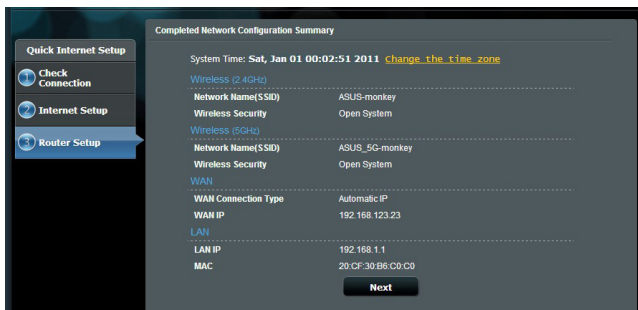 Completed Network Configuration Summary
Quick Internet Setup
1 Check
Connection
2 Internet Setup
3 Router Setup
System Time: Sat, Jan 01 00:02:51 2011 Change the time zone
Wireless (2.4GHz)
Network Name(SSID) ASUS-monkey
Wireless Security Open System
Wireless (5GHz)
Network Name(SSID) ASUS_5G-monkey
Wireless Security Open System
WAN
WAN Connection Type Automatic IP
WAN IP 192.168.123.23
LAN
LAN IP 192.168.1.1
MAC 20:CF:30:B6:C0:C0
Next